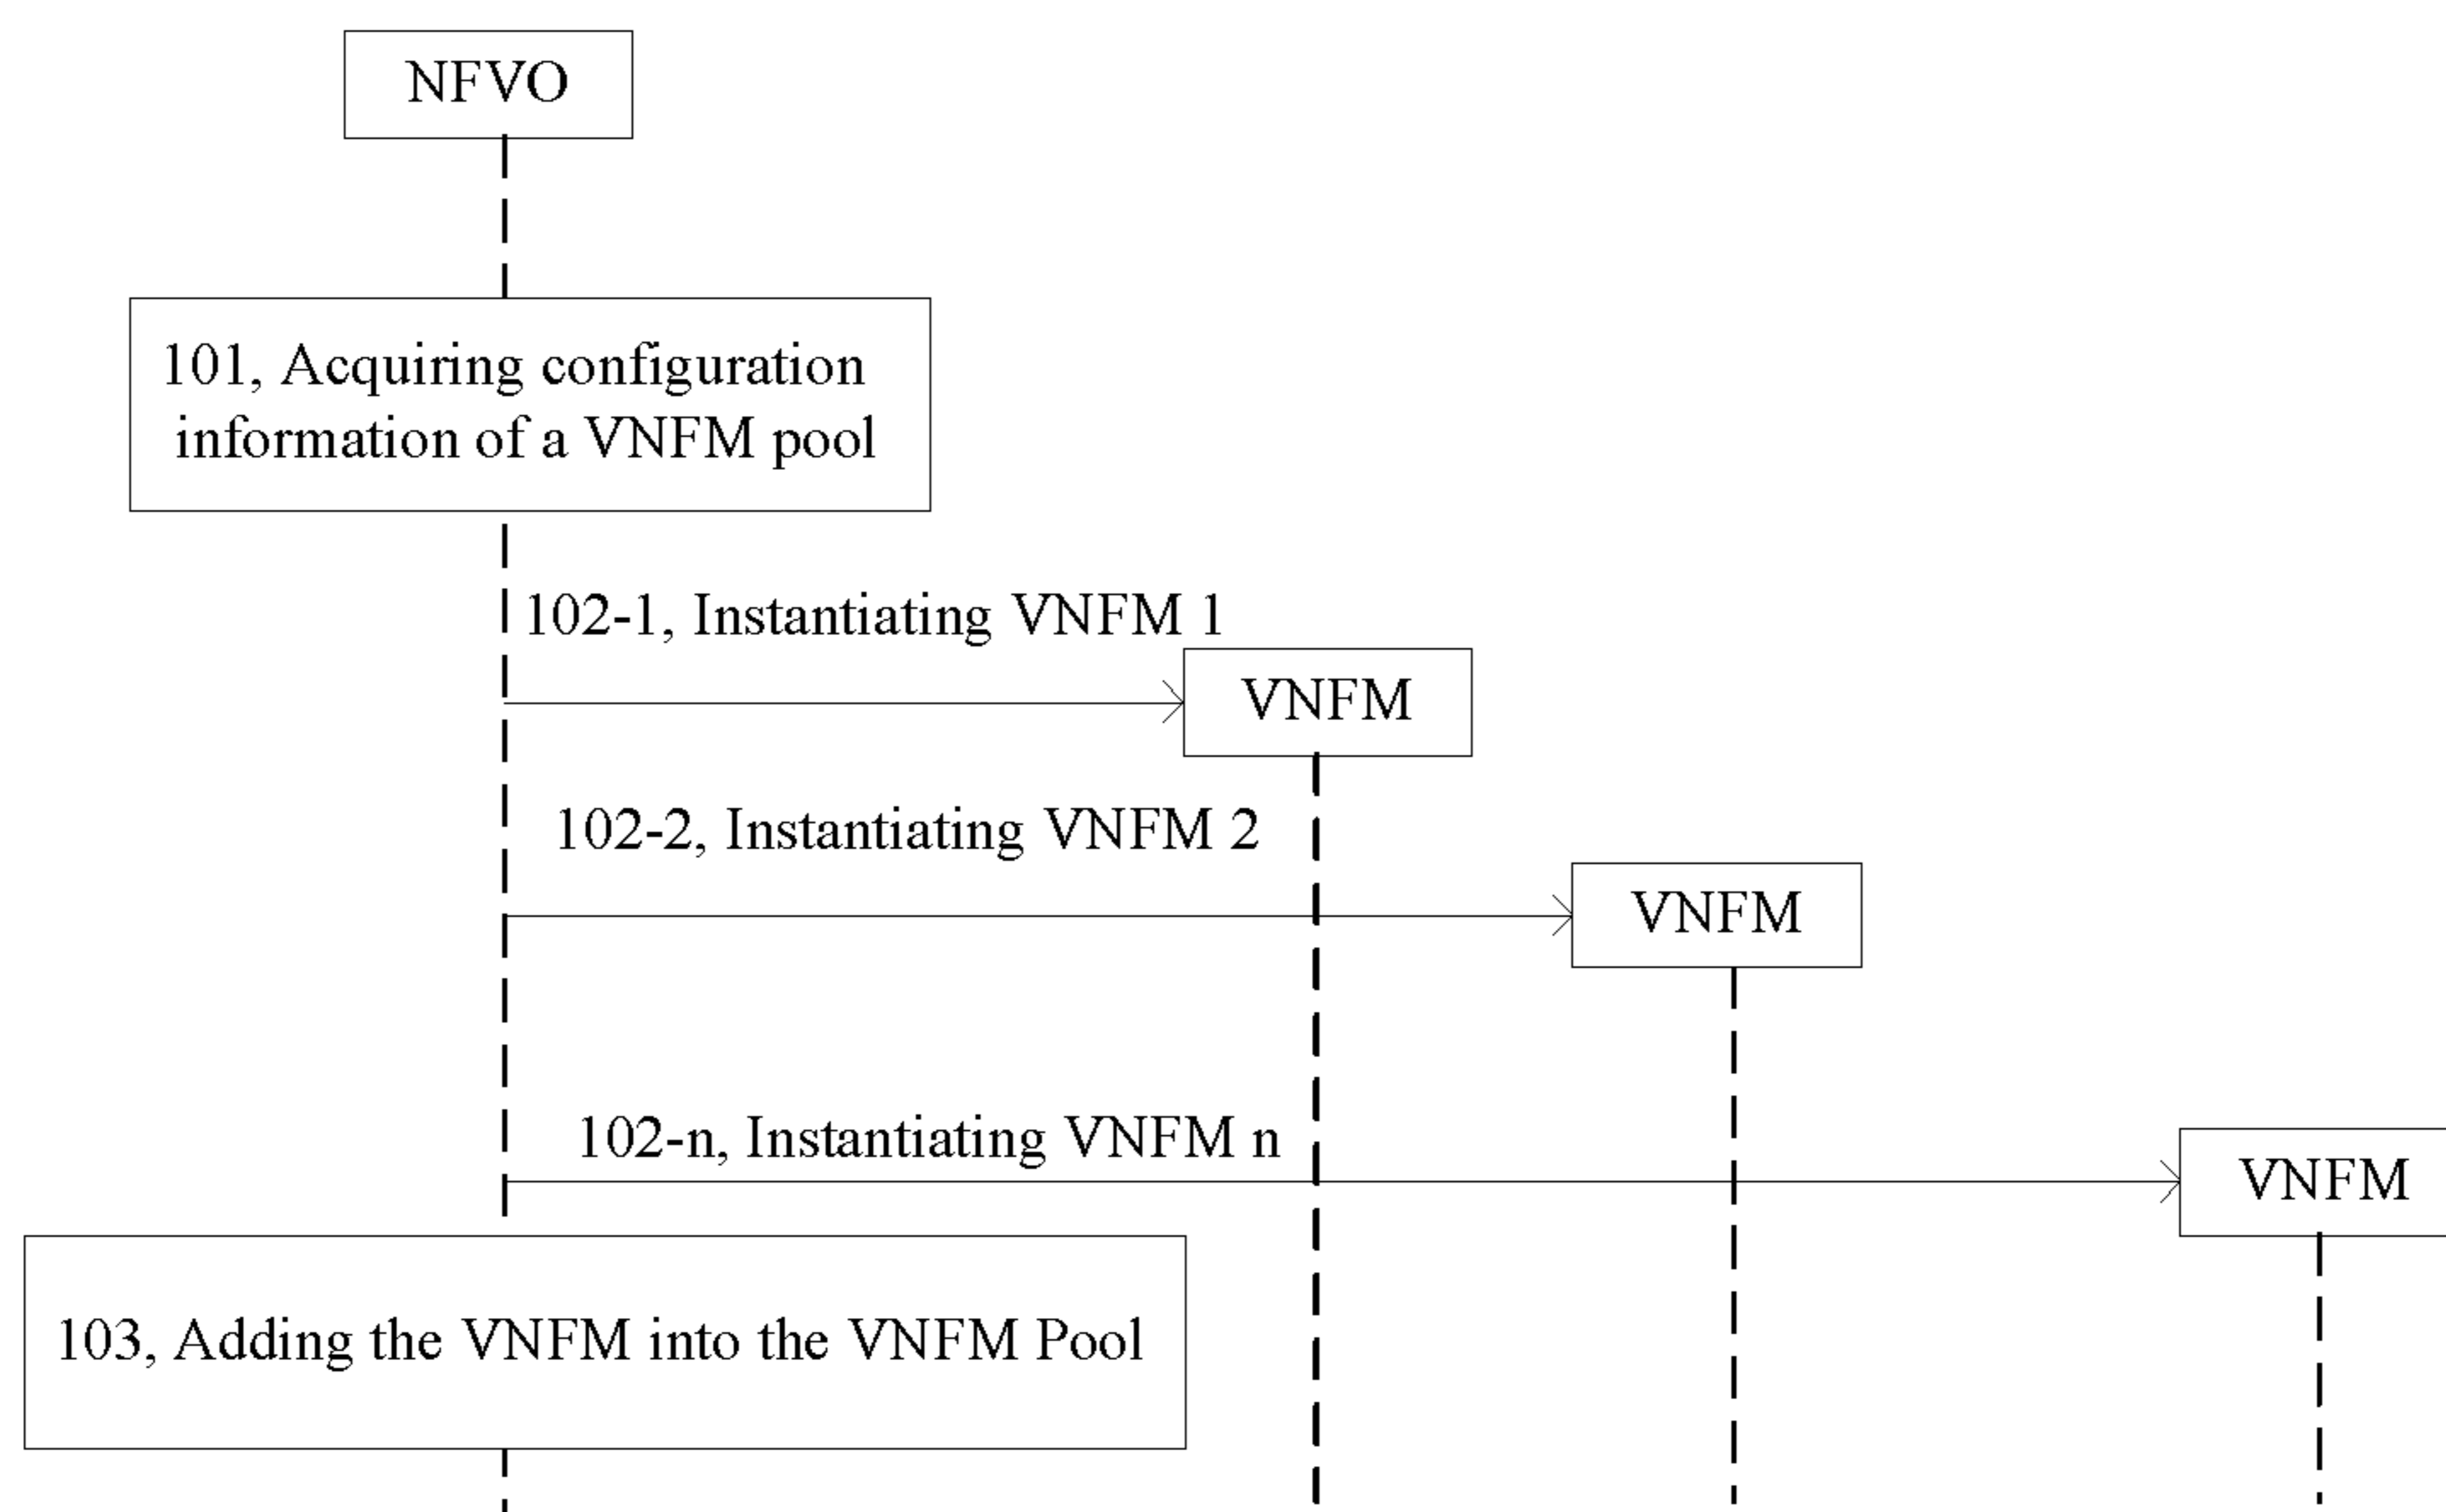 NFVO
101, Acquiring configuration
information of a VNFM pool
102-1, Instantiating VNFM 1
VNFM
102-2, Instantiating VNFM 2
VNFM
102-n, Instantiating VNFM n
VNFM
103, Adding the VNFM into the VNFM Pool